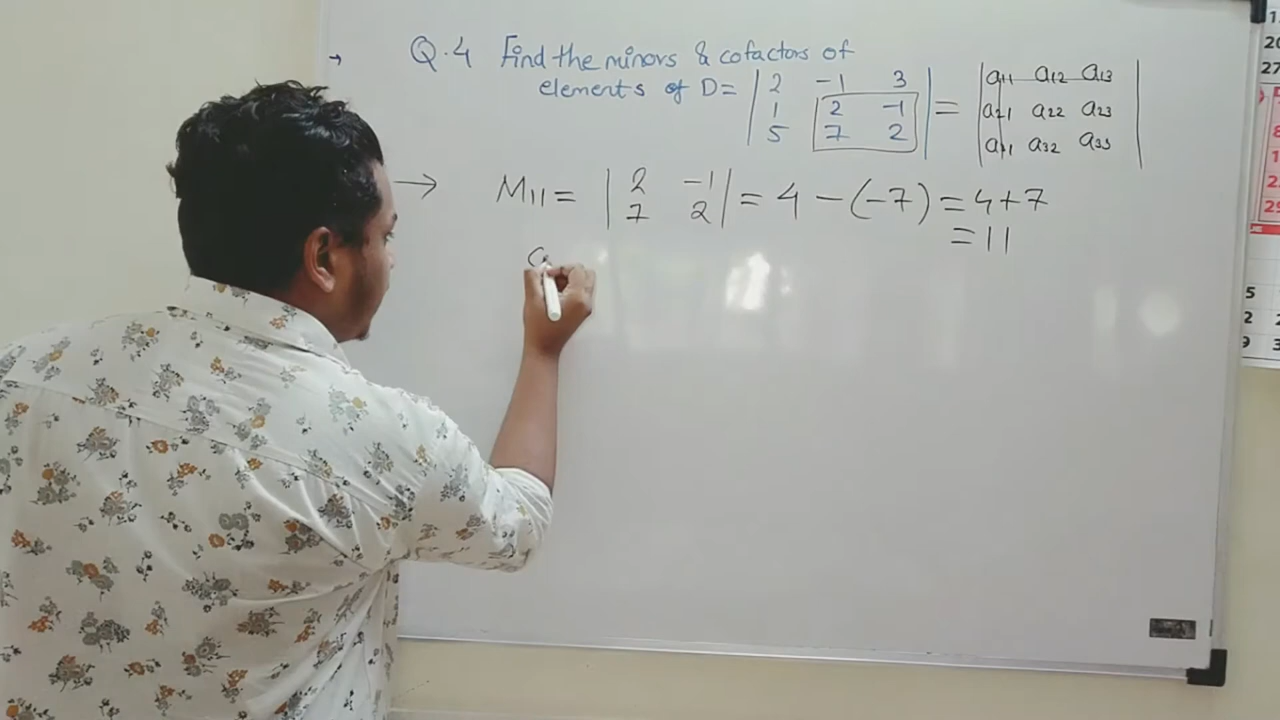 → Q.4 Find the minors & cofactors of
elements of D = | 2 -1 3 | = | a11 a12 a13 |
| 1 2 -1 | | a21 a22 a23 |
| 5 7 2 | | a31 a32 a33 |
→ M11 = | 2 -1 | = 4 - (-7) = 4+7
| 7 2 |
= 11
C